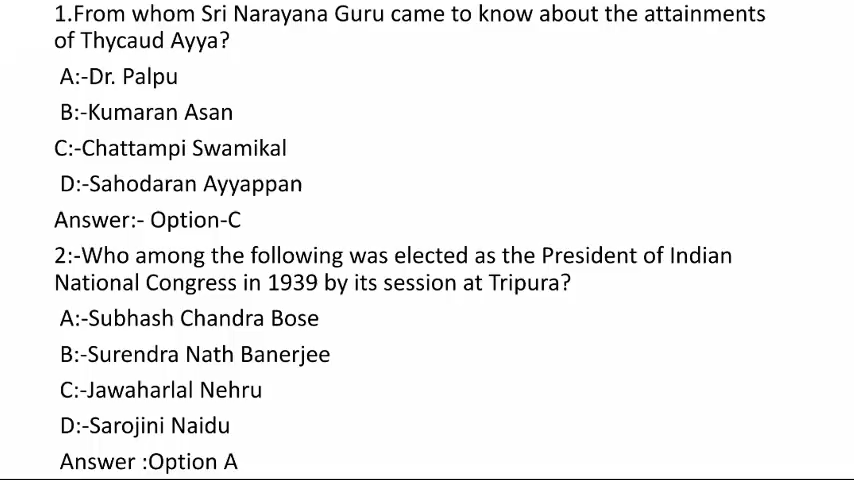 1.From whom Sri Narayana Guru came to know about the attainments
of Thycaud Ayya?
A:-Dr. Palpu
B:-Kumaran Asan
C:-Chattampi Swamikal
D:-Sahodaran Ayyappan
Answer:- Option-C
2:-Who among the following was elected as the President of Indian
National Congress in 1939 by its session at Tripura?
A:-Subhash Chandra Bose
B:-Surendra Nath Banerjee
C:-Jawaharlal Nehru
D:-Sarojini Naidu
Answer :Option A